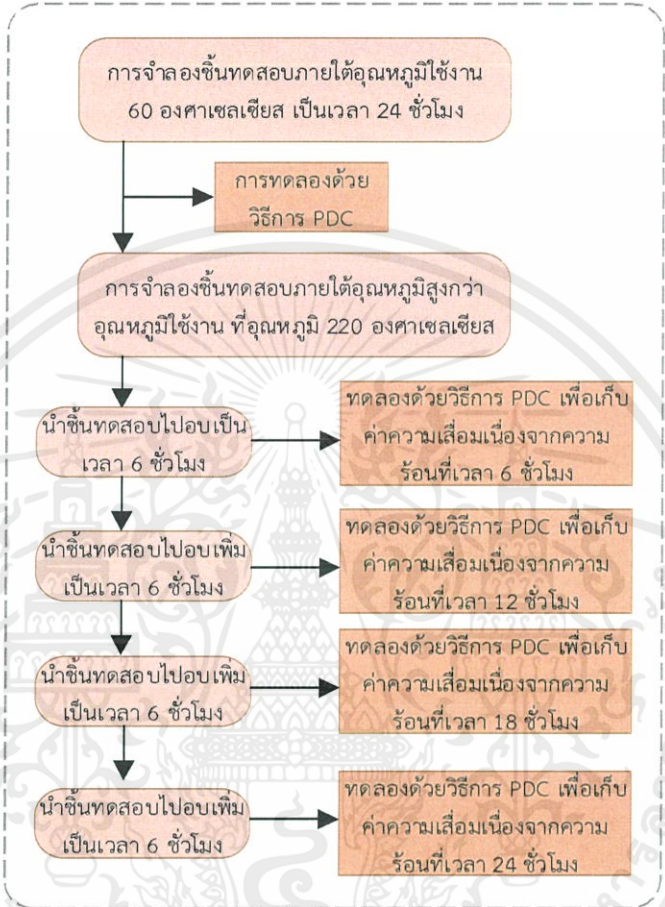 การจำลองชิ้นทดสอบภายใต้อุณหภูมิใช้งาน
60 องศาเซลเซียส เป็นเวลา 24 ชั่วโมง
การทดลองด้วย
วิธีการ PDC
การจำลองชิ้นทดสอบภายใต้อุณหภูมิสูงกว่า
อุณหภูมิใช้งาน ที่อุณหภูมิ 220 องศาเซลเซียส
นำชิ้นทดสอบไปอบเป็น
เวลา 6 ชั่วโมง
ทดลองด้วยวิธีการ PDC เพื่อเก็บ
ค่าความเสื่อมเนื่องจากความ
ร้อนที่เวลา 6 ชั่วโมง
นำชิ้นทดสอบไปอบเพิ่ม
เป็นเวลา 6 ชั่วโมง
ทดลองด้วยวิธีการ PDC เพื่อเก็บ
ค่าความเสื่อมเนื่องจากความ
ร้อนที่เวลา 12 ชั่วโมง
นำชิ้นทดสอบไปอบเพิ่ม
เป็นเวลา 6 ชั่วโมง
ทดลองด้วยวิธีการ PDC เพื่อเก็บ
ค่าความเสื่อมเนื่องจากความ
ร้อนที่เวลา 18 ชั่วโมง
นำชิ้นทดสอบไปอบเพิ่ม
เป็นเวลา 6 ชั่วโมง
ทดลองด้วยวิธีการ PDC เพื่อเก็บ
ค่าความเสื่อมเนื่องจากความ
ร้อนที่เวลา 24 ชั่วโมง